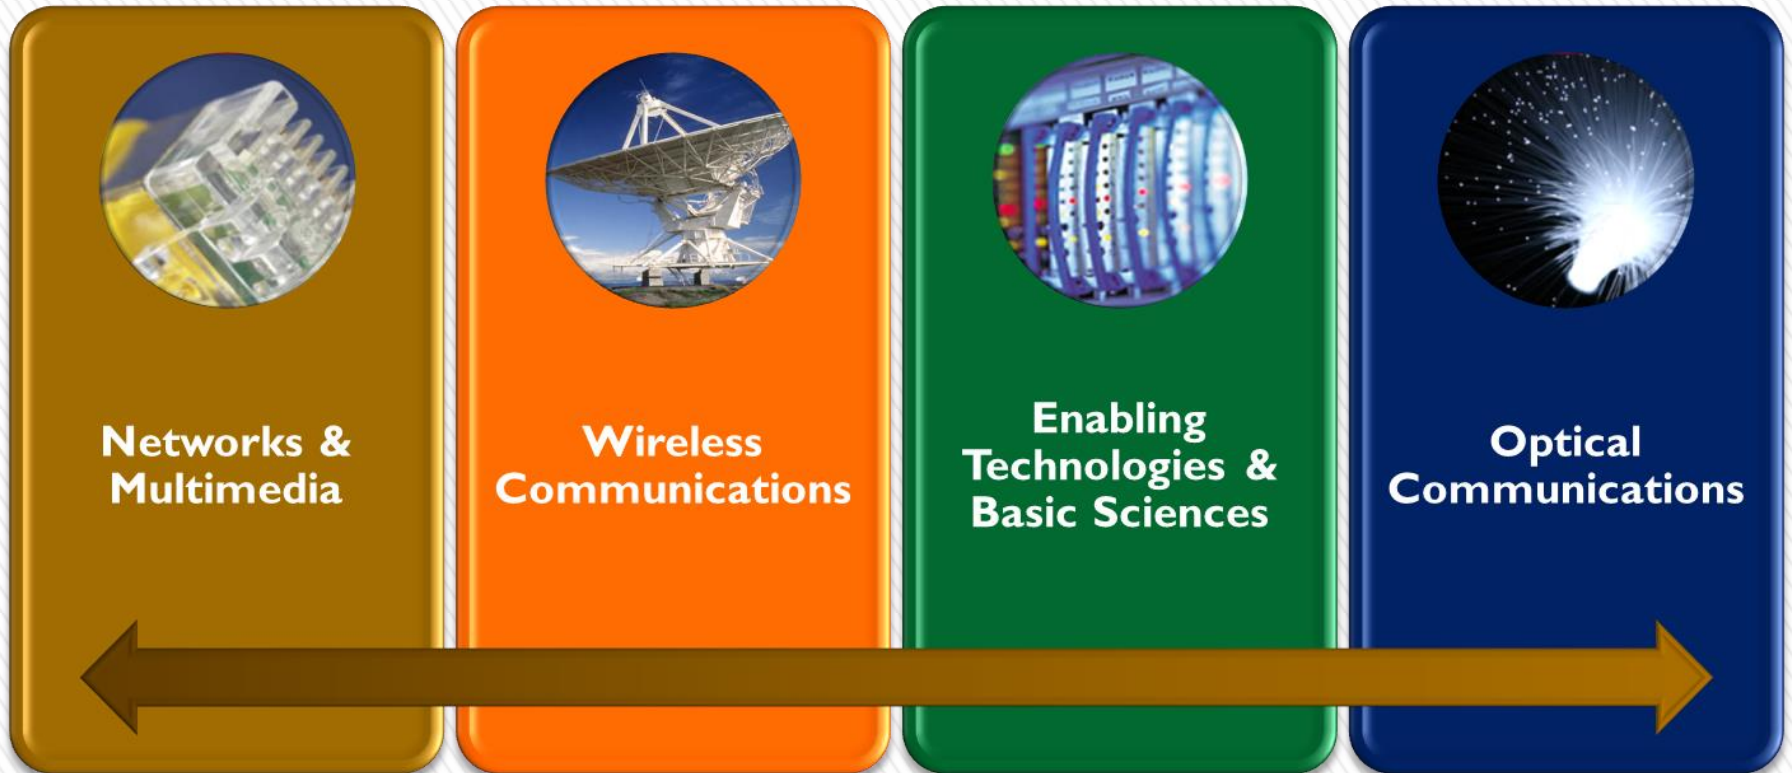 Networks &
Multimedia
Wireless
Communications
Enabling
Technologies &
Basic Sciences
Optical
Communications